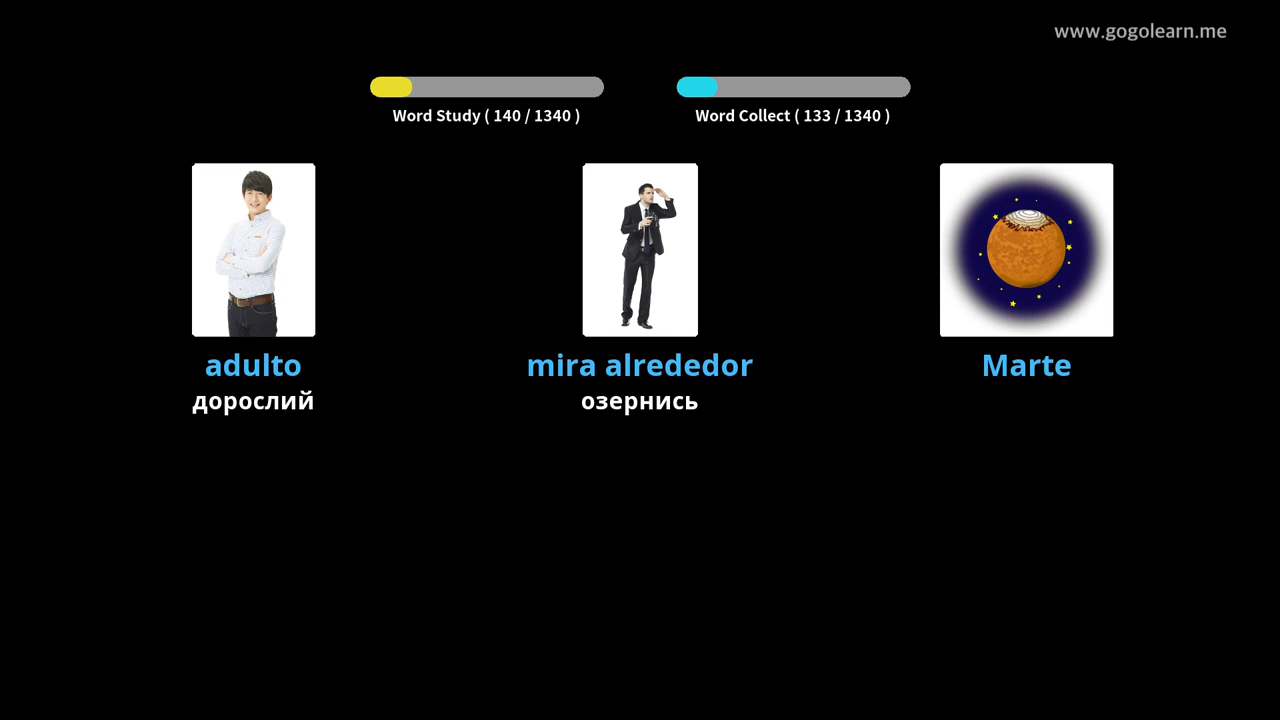 www.gogolearn.me
Word Study ( 140 / 1340 )
Word Collect ( 133 / 1340 )
adulto
дорослий
mira alrededor
озернись
Marte